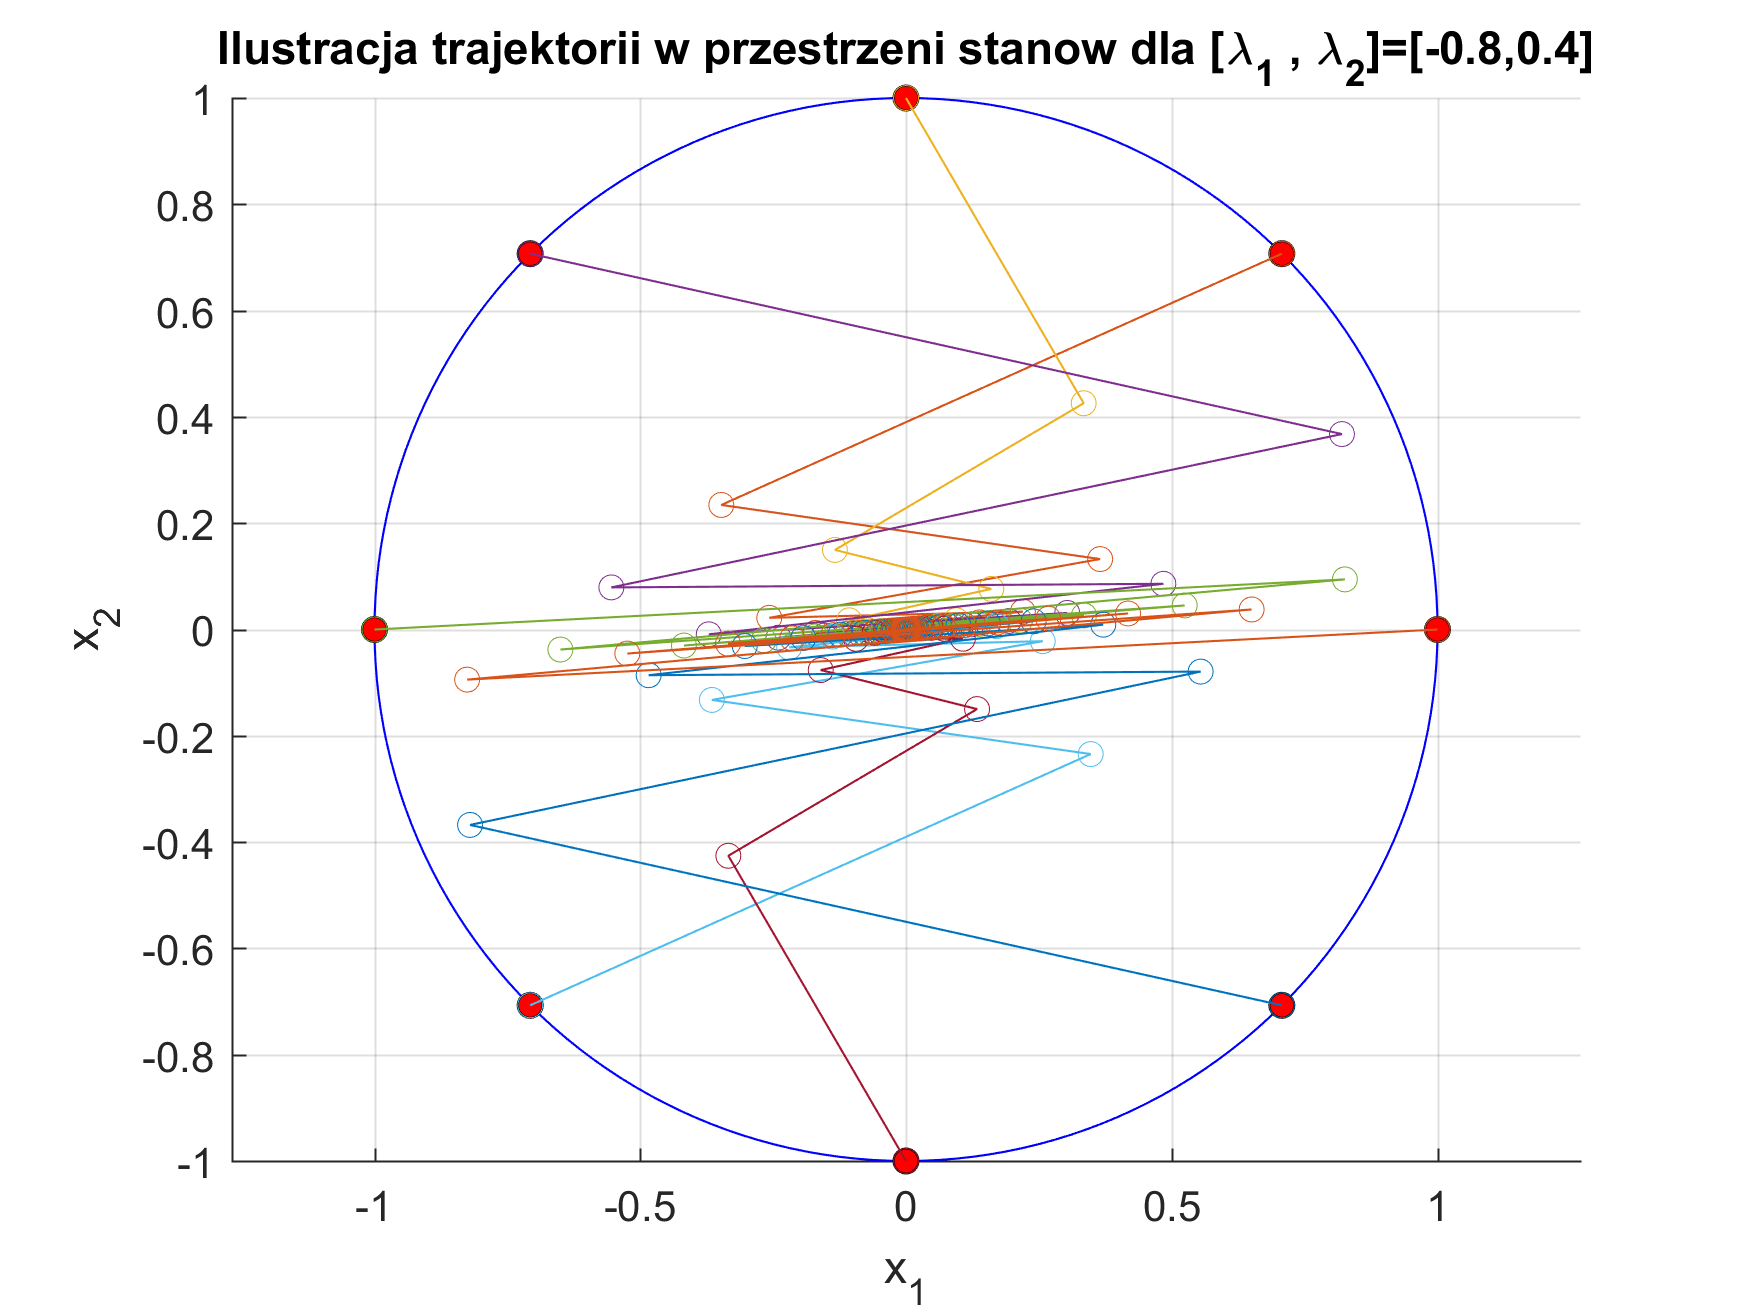 Ilustracja trajektorii w przestrzeni stanow dla [λ1 , λ2]=[-0.8,0.4]
1
0.8
0.6
0.4
0.2
0
-0.2
-0.4
-0.6
-0.8
-1
x2
-1 -0.5 0 0.5 1
x1